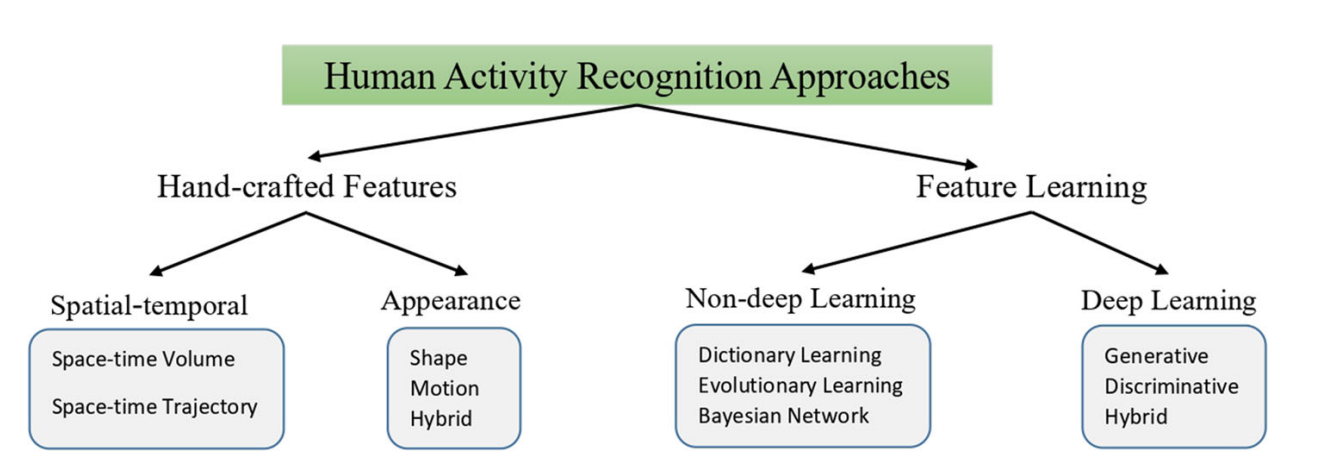 Human Activity Recognition Approaches
Hand-crafted Features
Feature Learning
Spatial-temporal
Space-time Volume
Space-time Trajectory
Appearance
Shape
Motion
Hybrid
Non-deep Learning
Dictionary Learning
Evolutionary Learning
Bayesian Network
Deep Learning
Generative
Discriminative
Hybrid